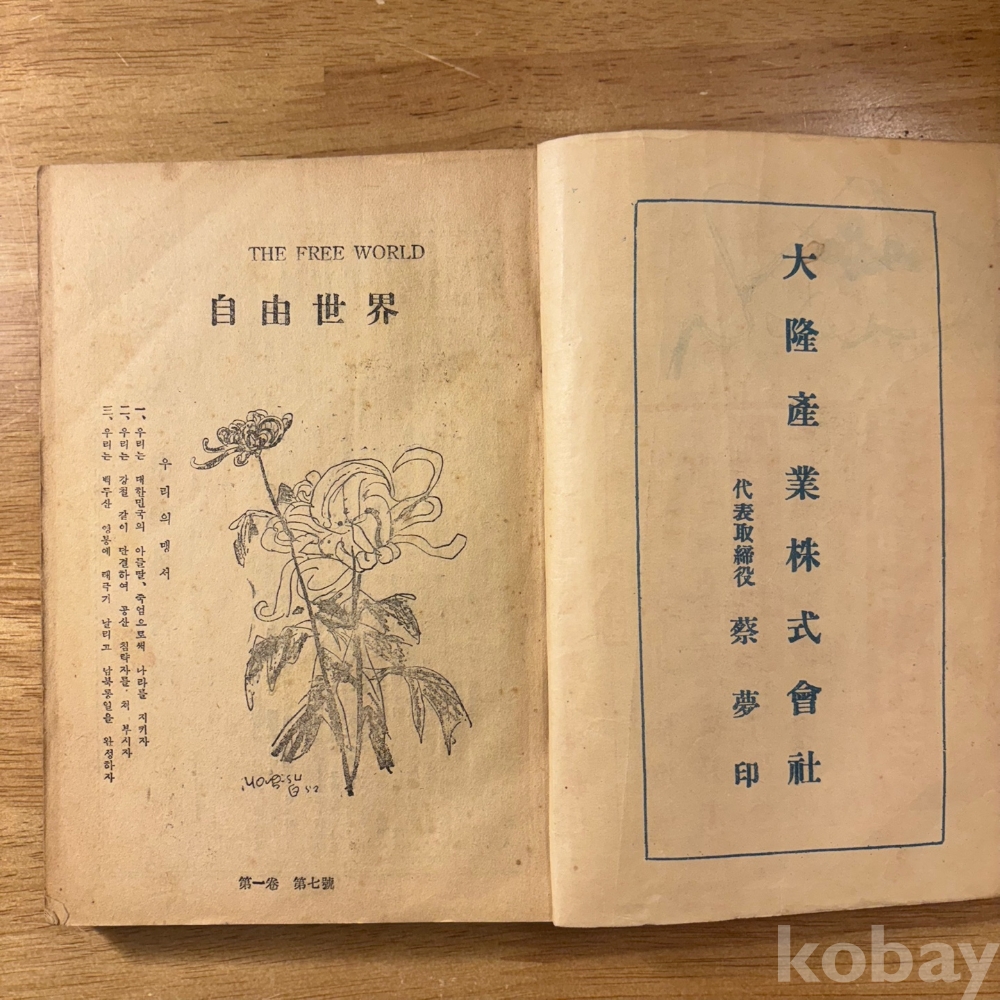 THE FREE WORLD
自由世界
우리의 맹서
一、우리는 대한민국의 아들딸、죽엄으로써 나라를 지키자
二、우리는 강철 같이 단결하여 공산 침략자를 처 부시자
三、우리는 백두산 영봉에 태극기 날리고 남북통일을 완성하자
第一卷 第七號
大隆產業株式會社
代表取締役 蔡夢印
kobay